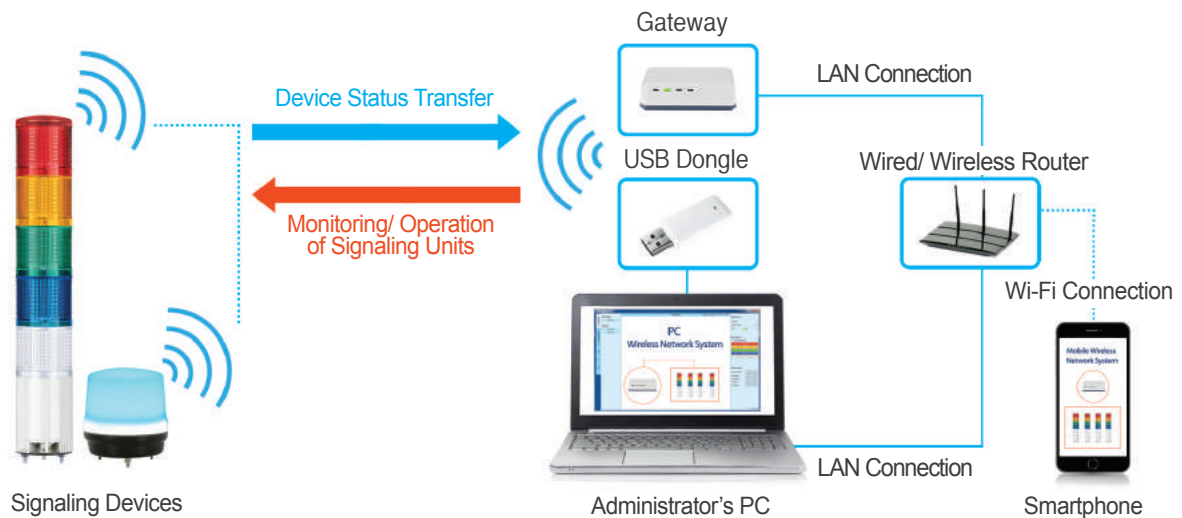 Gateway
LAN Connection
Device Status Transfer
USB Dongle
Wired/ Wireless Router
Monitoring/ Operation
of Signaling Units
Wi-Fi Connection
PC
Wireless Network System
Mobile Wireless
Network System
LAN Connection
Signaling Devices
Administrator's PC
Smartphone